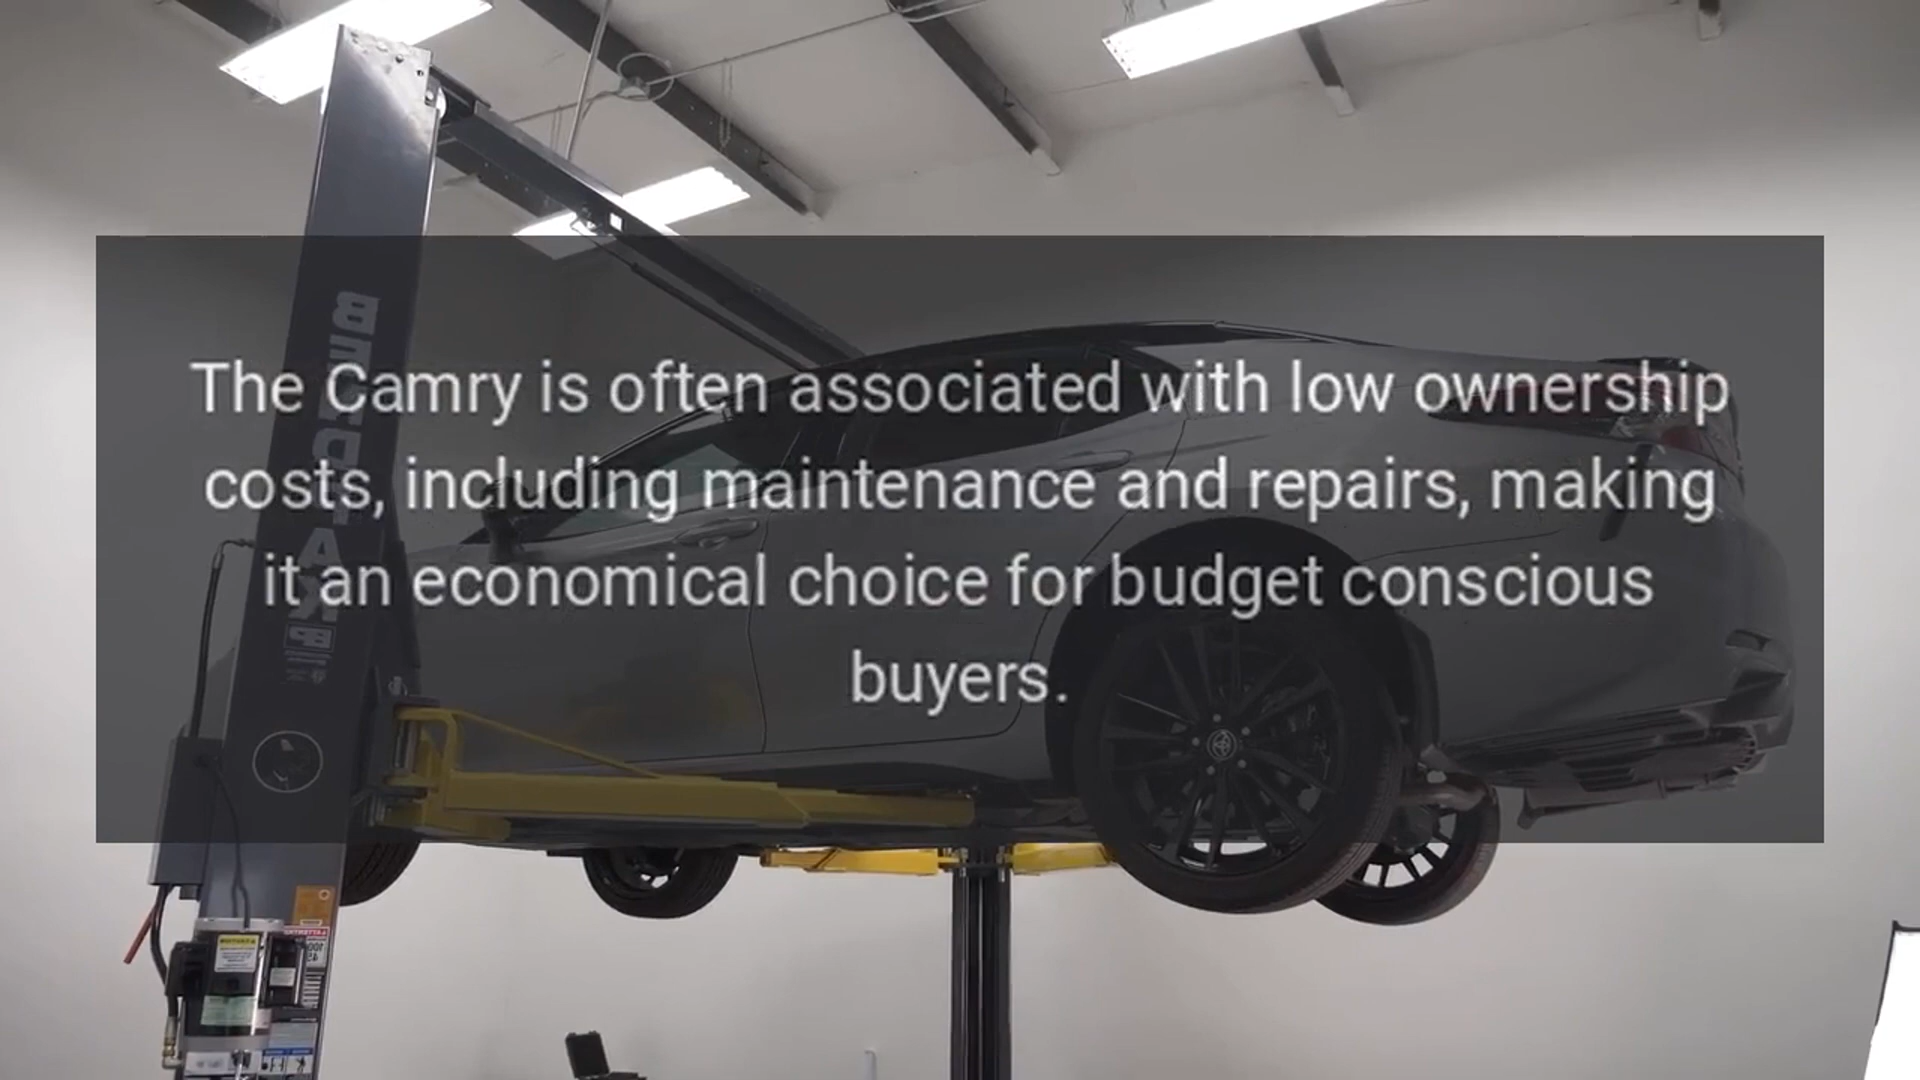 The Camry is often associated with low ownership
costs, including maintenance and repairs, making
it an economical choice for budget conscious
buyers.